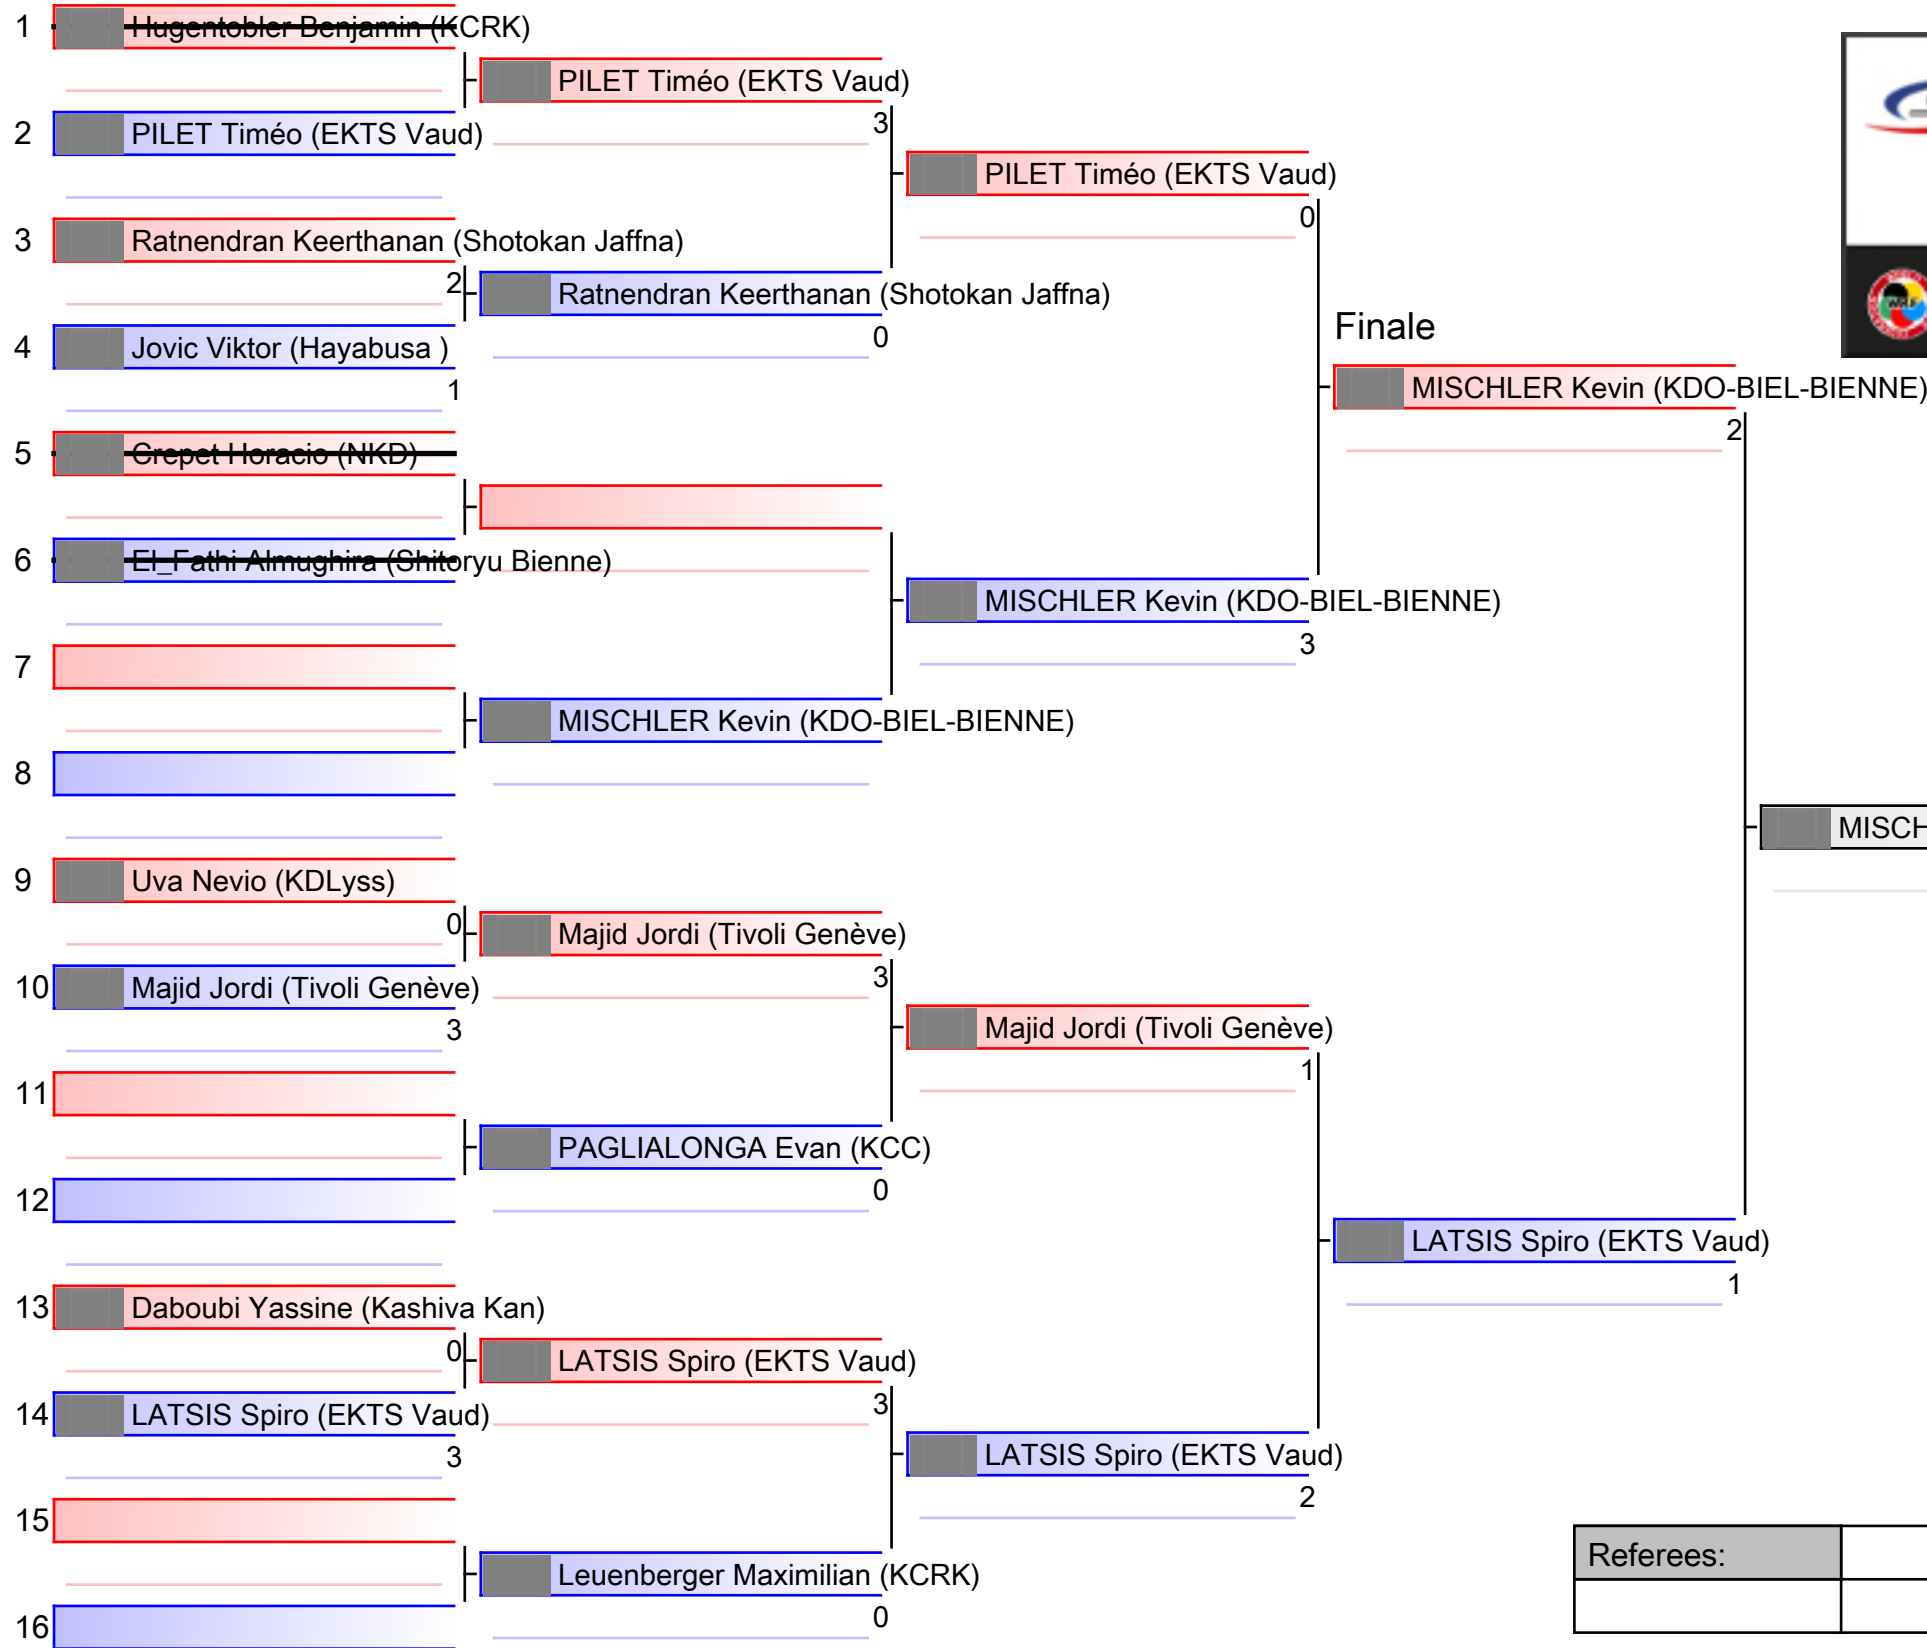 1 Hugentobler Benjamin (KCRK)
PILET Timéo (EKTS Vaud)
3
2 PILET Timéo (EKTS Vaud)
PILET Timéo (EKTS Vaud)
0
3 Ratnendran Keerthanan (Shotokan Jaffna)
2
Ratnendran Keerthanan (Shotokan Jaffna)
0
4 Jovic Viktor (Hayabusa )
1
Finale
MISCHLER Kevin (KDO-BIEL-BIENNE)
2
5 Crepet Horacio (NKD)
6 El_Fathi Almughira (Shitoryu Bienne)
MISCHLER Kevin (KDO-BIEL-BIENNE)
3
7
MISCHLER Kevin (KDO-BIEL-BIENNE)
8
MISCH
9 Uva Nevio (KDLyss)
0
Majid Jordi (Tivoli Genève)
3
10 Majid Jordi (Tivoli Genève)
3
Majid Jordi (Tivoli Genève)
1
11
PAGLIALONGA Evan (KCC)
0
12
LATSIS Spiro (EKTS Vaud)
1
13 Daboubi Yassine (Kashiva Kan)
0
LATSIS Spiro (EKTS Vaud)
3
14 LATSIS Spiro (EKTS Vaud)
3
LATSIS Spiro (EKTS Vaud)
2
15
Leuenberger Maximilian (KCRK)
0
16
Referees: